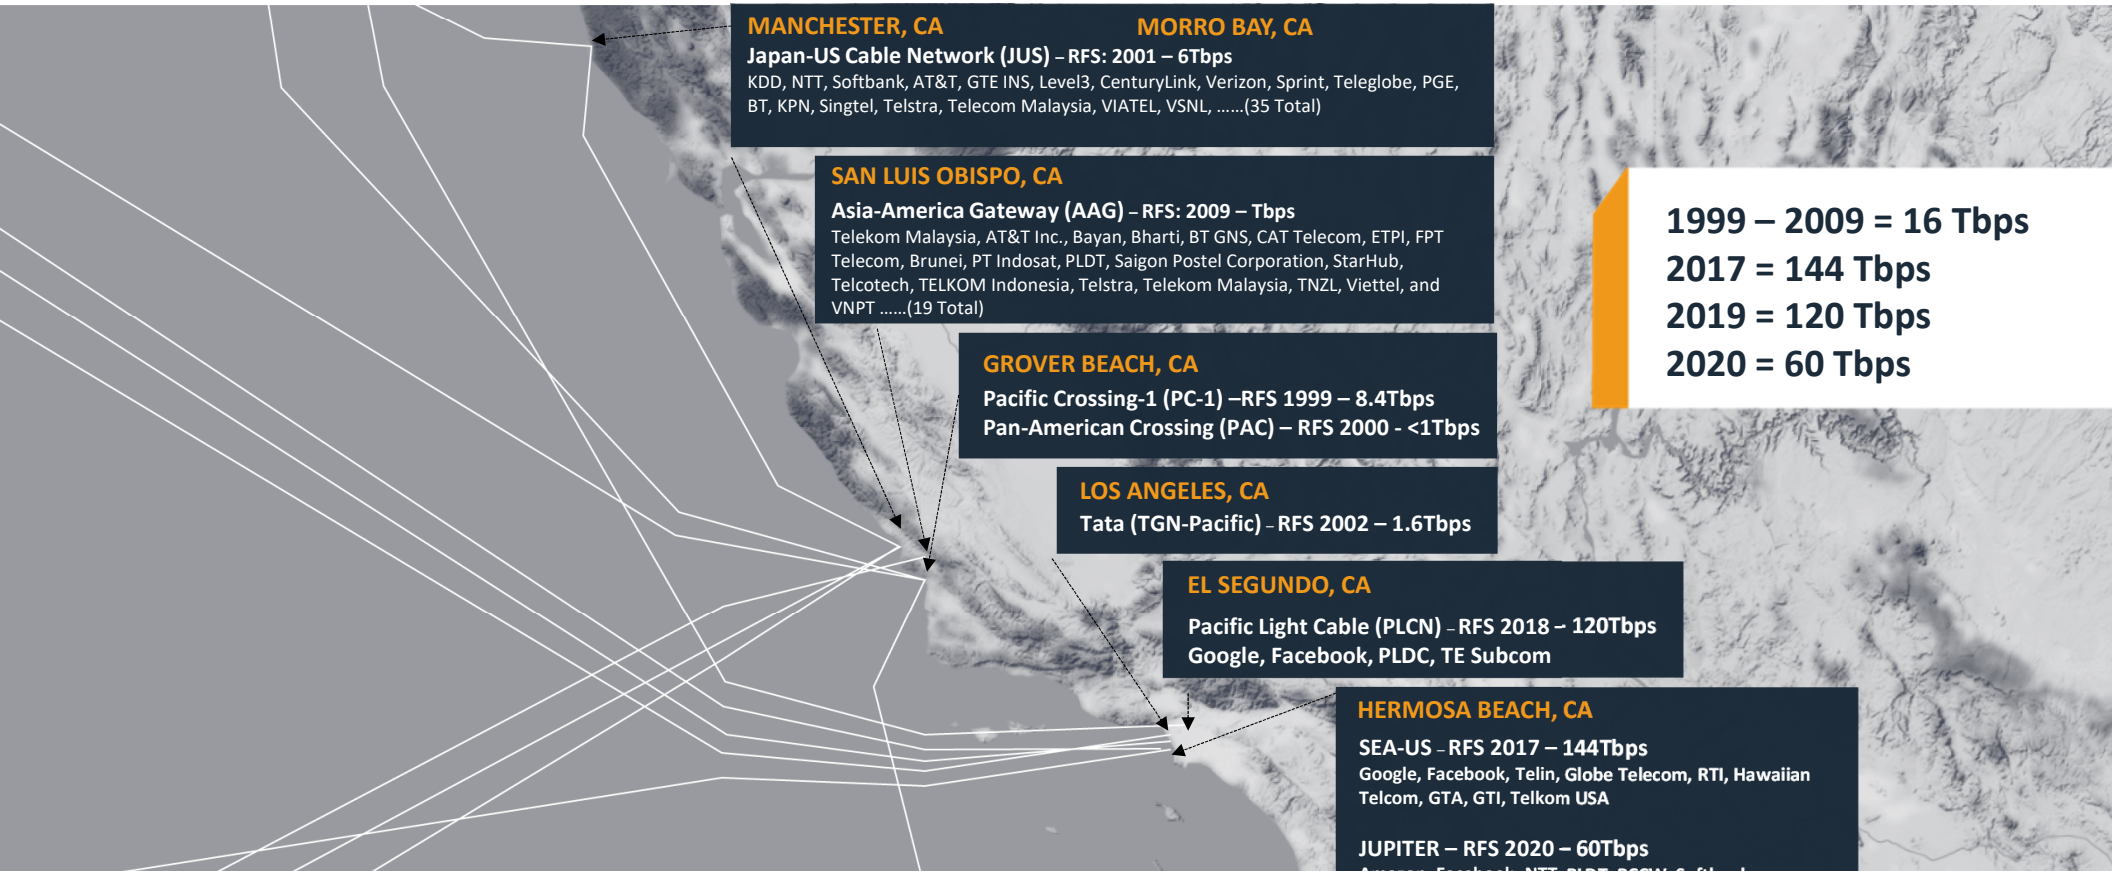 MANCHESTER, CA MORRO BAY, CA
Japan-US Cable Network (JUS) – RFS: 2001 – 6Tbps
KDD, NTT, Softbank, AT&T, GTE INS, Level3, CenturyLink, Verizon, Sprint, Teleglobe, PGE,
BT, KPN, Singtel, Telstra, Telecom Malaysia, VIATEL, VSNL, ……(35 Total)
SAN LUIS OBISPO, CA
Asia-America Gateway (AAG) – RFS: 2009 – Tbps
Telekom Malaysia, AT&T Inc., Bayan, Bharti, BT GNS, CAT Telecom, ETPI, FPT
Telecom, Brunei, PT Indosat, PLDT, Saigon Postel Corporation, StarHub,
Telcotech, TELKOM Indonesia, Telstra, Telekom Malaysia, TNZL, Viettel, and
VNPT ……(19 Total)
1999 – 2009 = 16 Tbps
2017 = 144 Tbps
2019 = 120 Tbps
2020 = 60 Tbps
GROVER BEACH, CA
Pacific Crossing-1 (PC-1) –RFS 1999 – 8.4Tbps
Pan-American Crossing (PAC) – RFS 2000 - <1Tbps
LOS ANGELES, CA
Tata (TGN-Pacific) – RFS 2002 – 1.6Tbps
EL SEGUNDO, CA
Pacific Light Cable (PLCN) – RFS 2018 – 120Tbps
Google, Facebook, PLDC, TE Subcom
HERMOSA BEACH, CA
SEA-US – RFS 2017 – 144Tbps
Google, Facebook, Telin, Globe Telecom, RTI, Hawaiian
Telcom, GTA, GTI, Telkom USA
JUPITER – RFS 2020 – 60Tbps